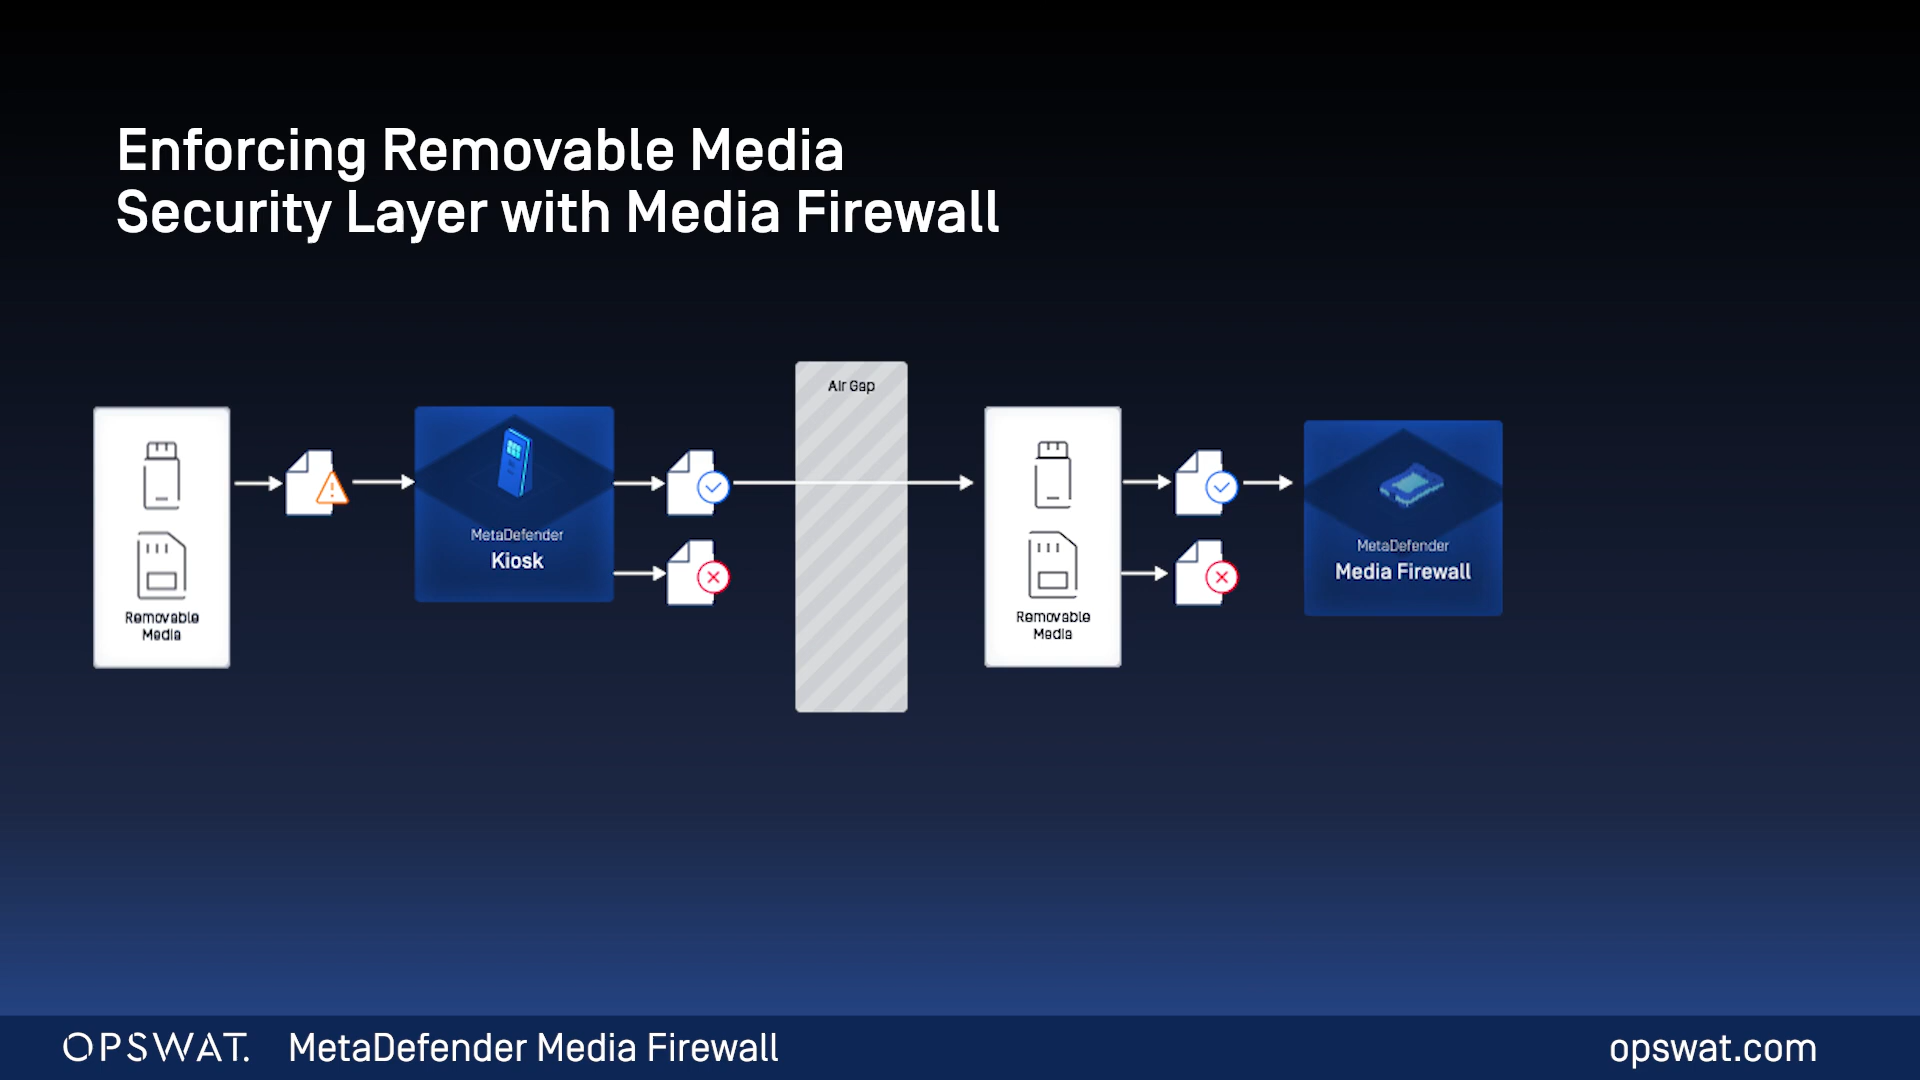 Enforcing Removable Media
Security Layer with Media Firewall
Air Gap
Removable
Media
MetaDefender
Kiosk
Removable
Media
MetaDefender
Media Firewall
OPSWAT. MetaDefender Media Firewall
opswat.com